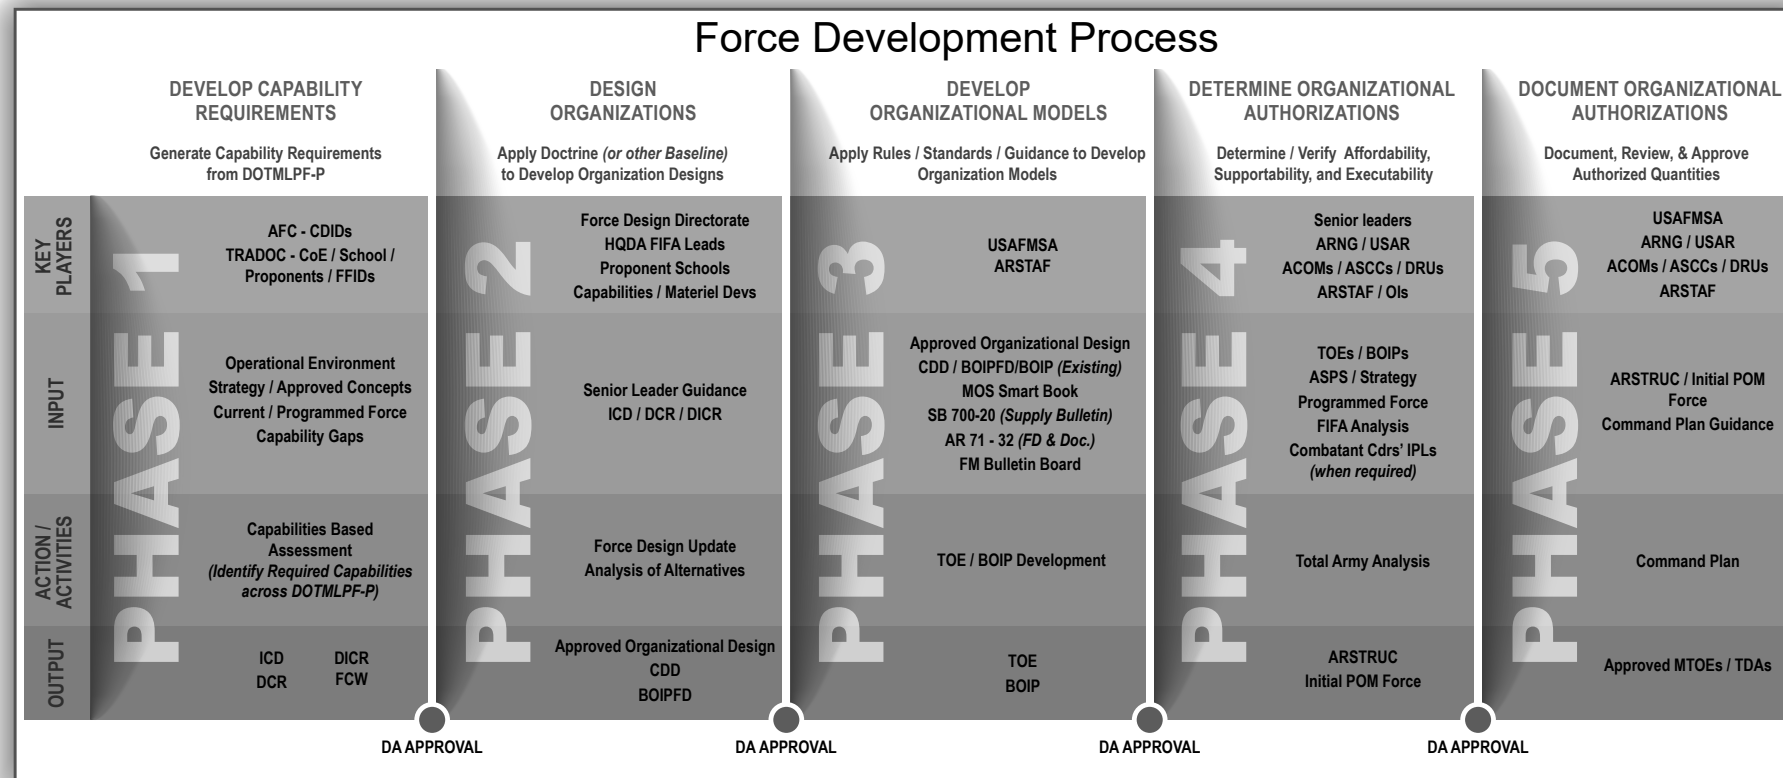 Force Development Process
DEVELOP CAPABILITY
REQUIREMENTS
Generate Capability Requirements
from DOTMLPF-P
DESIGN
ORGANIZATIONS
Apply Doctrine (or other Baseline)
to Develop Organization Designs
DEVELOP
ORGANIZATIONAL MODELS
Apply Rules / Standards / Guidance to Develop
Organization Models
DETERMINE ORGANIZATIONAL
AUTHORIZATIONS
Determine / Verify Affordability,
Supportability, and Executability
DOCUMENT ORGANIZATIONAL
AUTHORIZATIONS
Document, Review, & Approve
Authorized Quantities
KEY
PLAYERS
INPUT
ACTION /
ACTIVITIES
OUTPUT
PHASE 1
AFC - CDIDs
TRADOC - CoE / School /
Proponents / FFIDs
Operational Environment
Strategy / Approved Concepts
Current / Programmed Force
Capability Gaps
Capabilities Based
Assessment
(Identify Required Capabilities
across DOTMLPF-P)
ICD DICR
DCR FCW
PHASE 2
Force Design Directorate
HQDA FIFA Leads
Proponent Schools
Capabilities / Materiel Devs
Senior Leader Guidance
ICD / DCR / DICR
Force Design Update
Analysis of Alternatives
Approved Organizational Design
CDD
BOIPFD
PHASE 3
USAFMSA
ARSTAF
Approved Organizational Design
CDD / BOIPFD/BOIP (Existing)
MOS Smart Book
SB 700-20 (Supply Bulletin)
AR 71 - 32 (FD & Doc.)
FM Bulletin Board
TOE / BOIP Development
TOE
BOIP
PHASE 4
Senior leaders
ARNG / USAR
ACOMs / ASCCs / DRUs
ARSTAF / OIs
TOEs / BOIPs
ASPS / Strategy
Programmed Force
FIFA Analysis
Combatant Cdrs' IPLs
(when required)
Total Army Analysis
ARSTRUC
Initial POM Force
PHASE 5
USAFMSA
ARNG / USAR
ACOMs / ASCCs / DRUs
ARSTAF
ARSTRUC / Initial POM
Force
Command Plan Guidance
Command Plan
Approved MTOEs / TDAs
DA APPROVAL
DA APPROVAL
DA APPROVAL
DA APPROVAL